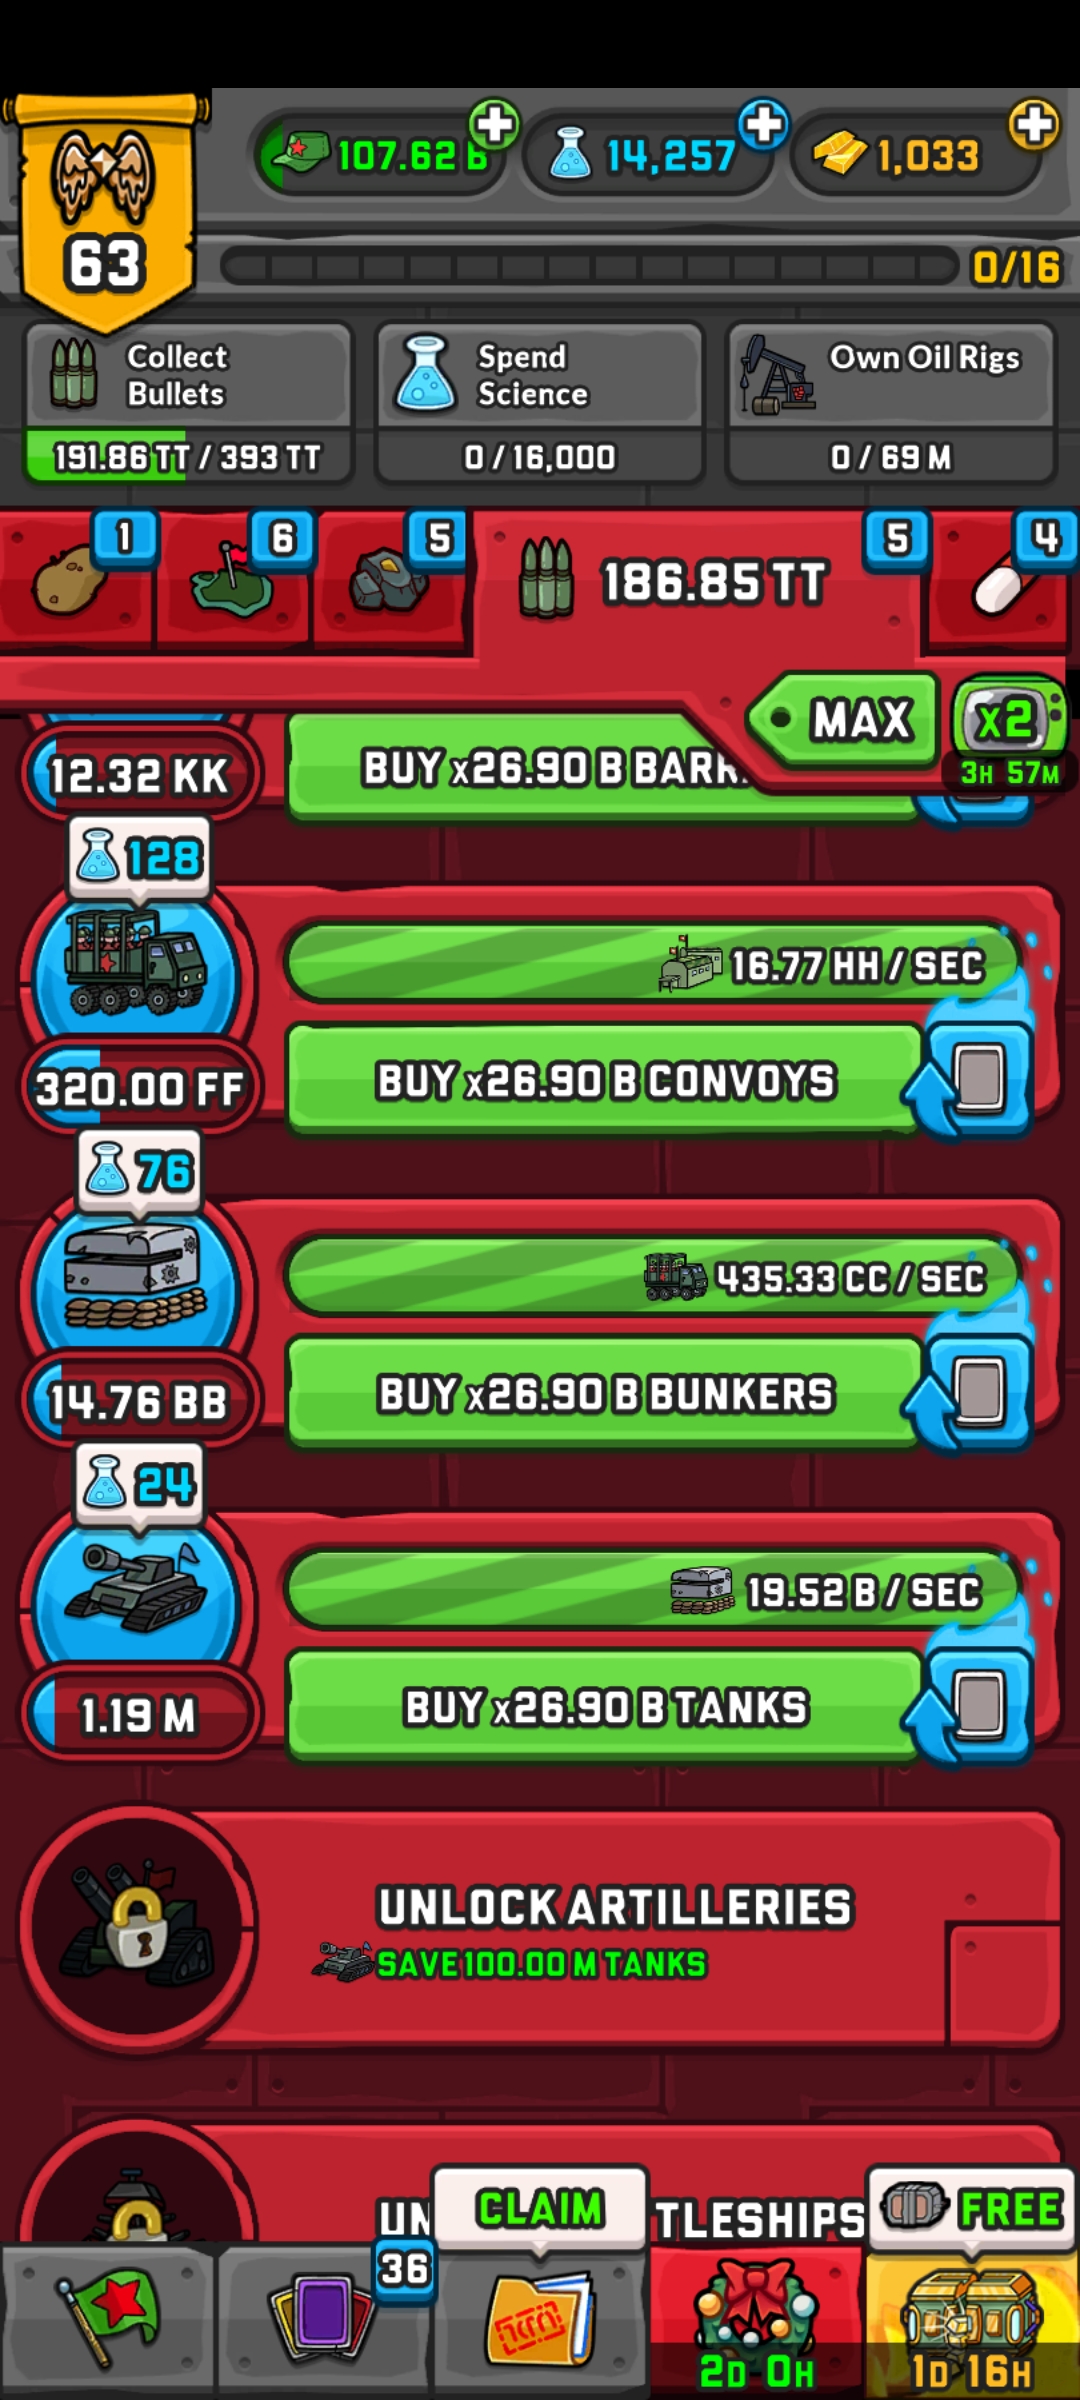 107.62 B
14,257
1,033
63
0/16
Collect
Bullets
Spend
Science
Own Oil Rigs
191.86 TT / 393 TT
0 / 16,000
0 / 69 M
1
6
5
186.85 TT
5
4
MAX
x2
3H 57M
12.32 KK
BUY x26.90 B BARR
128
16.77 HH / SEC
320.00 FF
BUY x26.90 B CONVOYS
76
435.33 CC / SEC
14.76 BB
BUY x26.90 B BUNKERS
24
19.52 B / SEC
1.19 M
BUY x26.90 B TANKS
UNLOCK ARTILLERIES
SAVE 100.00 M TANKS
UN
TLESHIPS
CLAIM
FREE
36
2D 0H
1D 16H